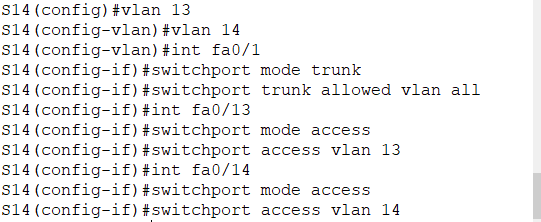 S14(config)#vlan 13
S14(config-vlan)#vlan 14
S14(config-vlan)#int fa0/1
S14(config-if)#switchport mode trunk
S14(config-if)#switchport trunk allowed vlan all
S14(config-if)#int fa0/13
S14(config-if)#switchport mode access
S14(config-if)#switchport access vlan 13
S14(config-if)#int fa0/14
S14(config-if)#switchport mode access
S14(config-if)#switchport access vlan 14